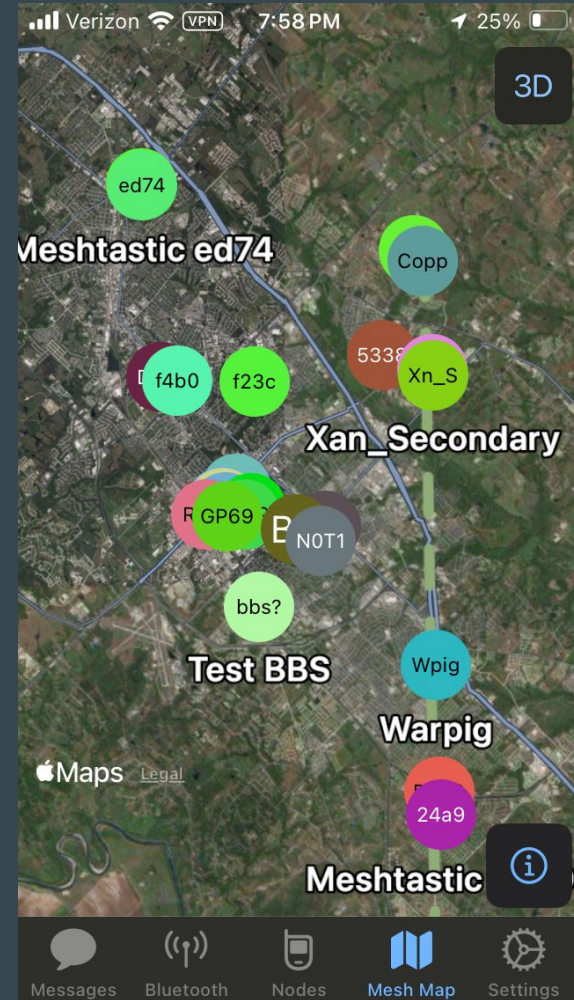 Verizon VPN 7:58 PM 25%
3D
ed74
Meshtastic ed74
Copp
5338
Xn_S
f4b0
f23c
Xan_Secondary
R
GP69
B
N0T1
bbs?
Test BBS
Wpig
Warpig
Maps Legal
24a9
Meshtastic
Messages Bluetooth Nodes Mesh Map Settings